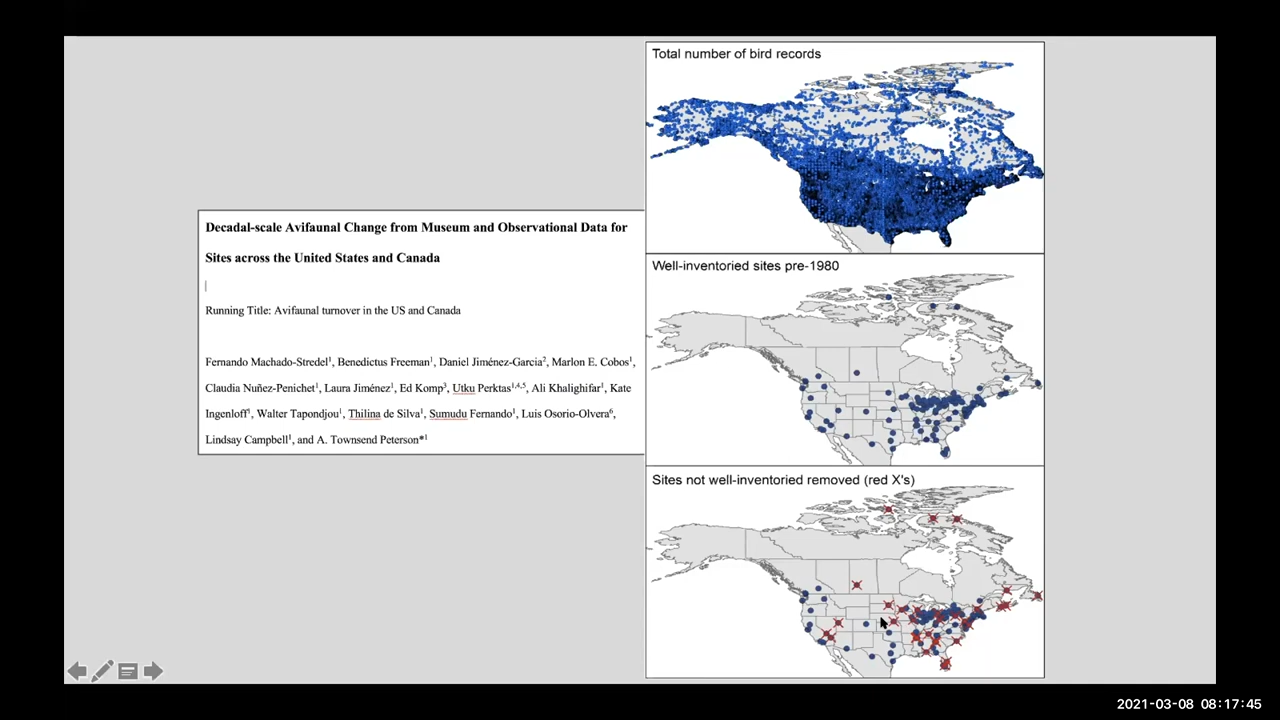 Total number of bird records
Decadal-scale Avifaunal Change from Museum and Observational Data for
Sites across the United States and Canada
Running Title: Avifaunal turnover in the US and Canada
Fernando Machado-Stredel¹, Benedictus Freeman¹, Daniel Jiménez-Garcia², Marlon E. Cobos¹,
Claudia Nuñez-Penichet¹, Laura Jiménez¹, Ed Komp³, Utku Perktas¹,⁴,⁵, Ali Khalighifar¹, Kate
Ingenloff¹, Walter Tapondjou¹, Thilina de Silva¹, Sumudu Fernando¹, Luis Osorio-Olvera⁶,
Lindsay Campbell¹, and A. Townsend Peterson*¹
Well-inventoried sites pre-1980
Sites not well-inventoried removed (red X's)
2021-03-08 08:17:45